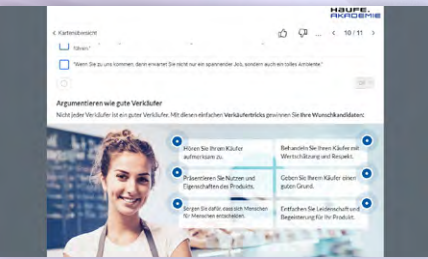 HAUFE.
AKADEMIE
< Kartenübersicht
... < 10 / 11 >
führen."
"Wenn Sie zu uns kommen, dann erwartet Sie nicht nur ein spannender Job, sondern auch ein tolles Ambiente."
Argumentieren wie gute Verkäufer
Nicht jeder Verkäufer ist ein guter Verkäufer. Mit diesen einfachen Verkäufertricks gewinnen Sie Ihre Wunschkandidaten:
Hören Sie Ihrem Käufer
aufmerksam zu.
Behandeln Sie Ihren Käufer mit
Wertschätzung und Respekt.
Präsentieren Sie Nutzen und
Eigenschaften des Produkts.
Geben Sie Ihrem Käufer einen
guten Grund.
Sorgen Sie dafür, dass sich Menschen
für Menschen entscheiden.
Entfachen Sie Leidenschaft und
Begeisterung für Ihr Produkt.